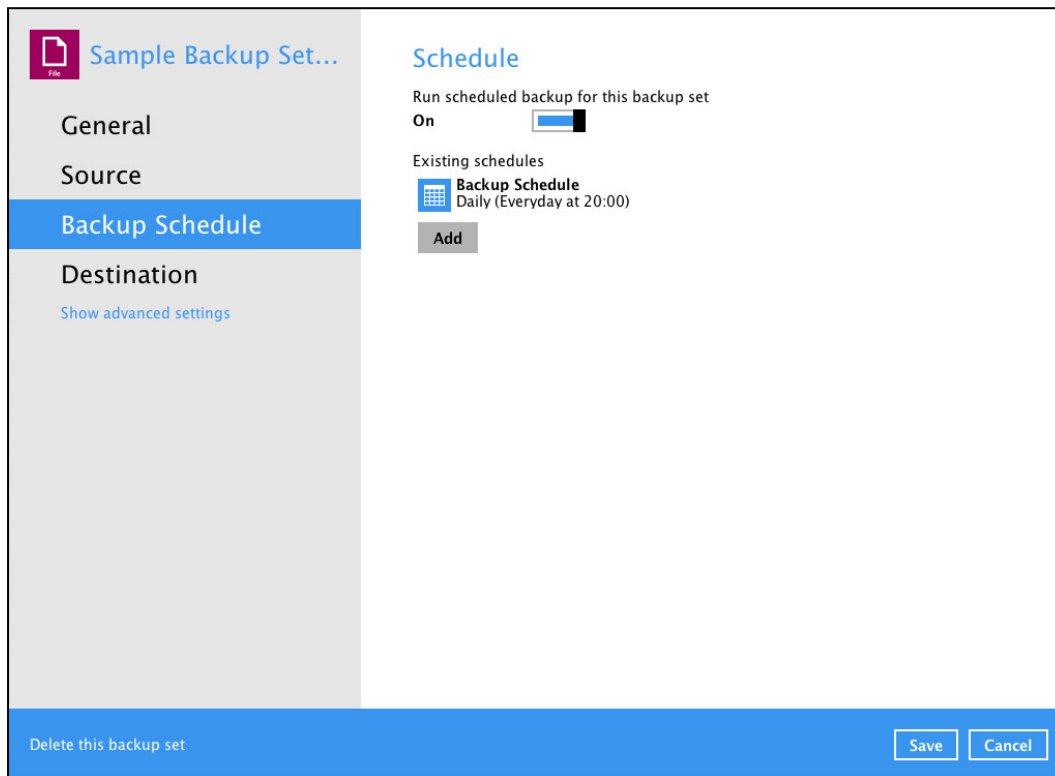 Sample Backup Set...
File
General
Source
Backup Schedule
Destination
Show advanced settings
Schedule
Run scheduled backup for this backup set
On
Existing schedules
Backup Schedule
Daily (Everyday at 20:00)
Add
Delete this backup set
Save
Cancel